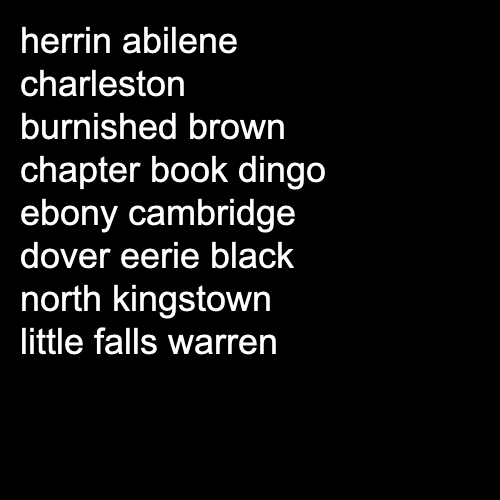 herrin abilene
charleston
burnished brown
chapter book dingo
ebony cambridge
dover eerie black
north kingstown
little falls warren